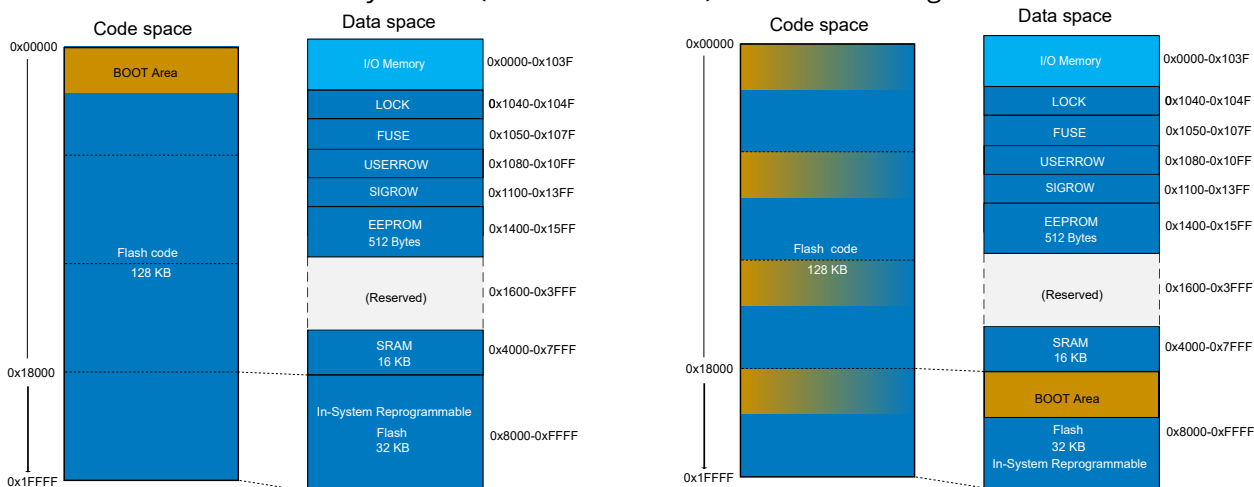 Code space
Data space
0x00000
BOOT Area
Flash code
128 KB
0x18000
0x1FFFF
I/O Memory
0x0000-0x103F
LOCK
0x1040-0x104F
FUSE
0x1050-0x107F
USERROW
0x1080-0x10FF
SIGROW
0x1100-0x13FF
EEPROM
512 Bytes
0x1400-0x15FF
(Reserved)
0x1600-0x3FFF
SRAM
16 KB
0x4000-0x7FFF
In-System Reprogrammable
Flash
32 KB
0x8000-0xFFFF
Code space
Data space
0x00000
Flash code
128 KB
0x18000
0x1FFFF
I/O Memory
0x0000-0x103F
LOCK
0x1040-0x104F
FUSE
0x1050-0x107F
USERROW
0x1080-0x10FF
SIGROW
0x1100-0x13FF
EEPROM
512 Bytes
0x1400-0x15FF
(Reserved)
0x1600-0x3FFF
SRAM
16 KB
0x4000-0x7FFF
BOOT Area
Flash
32 KB
In-System Reprogrammable
0x8000-0xFFFF